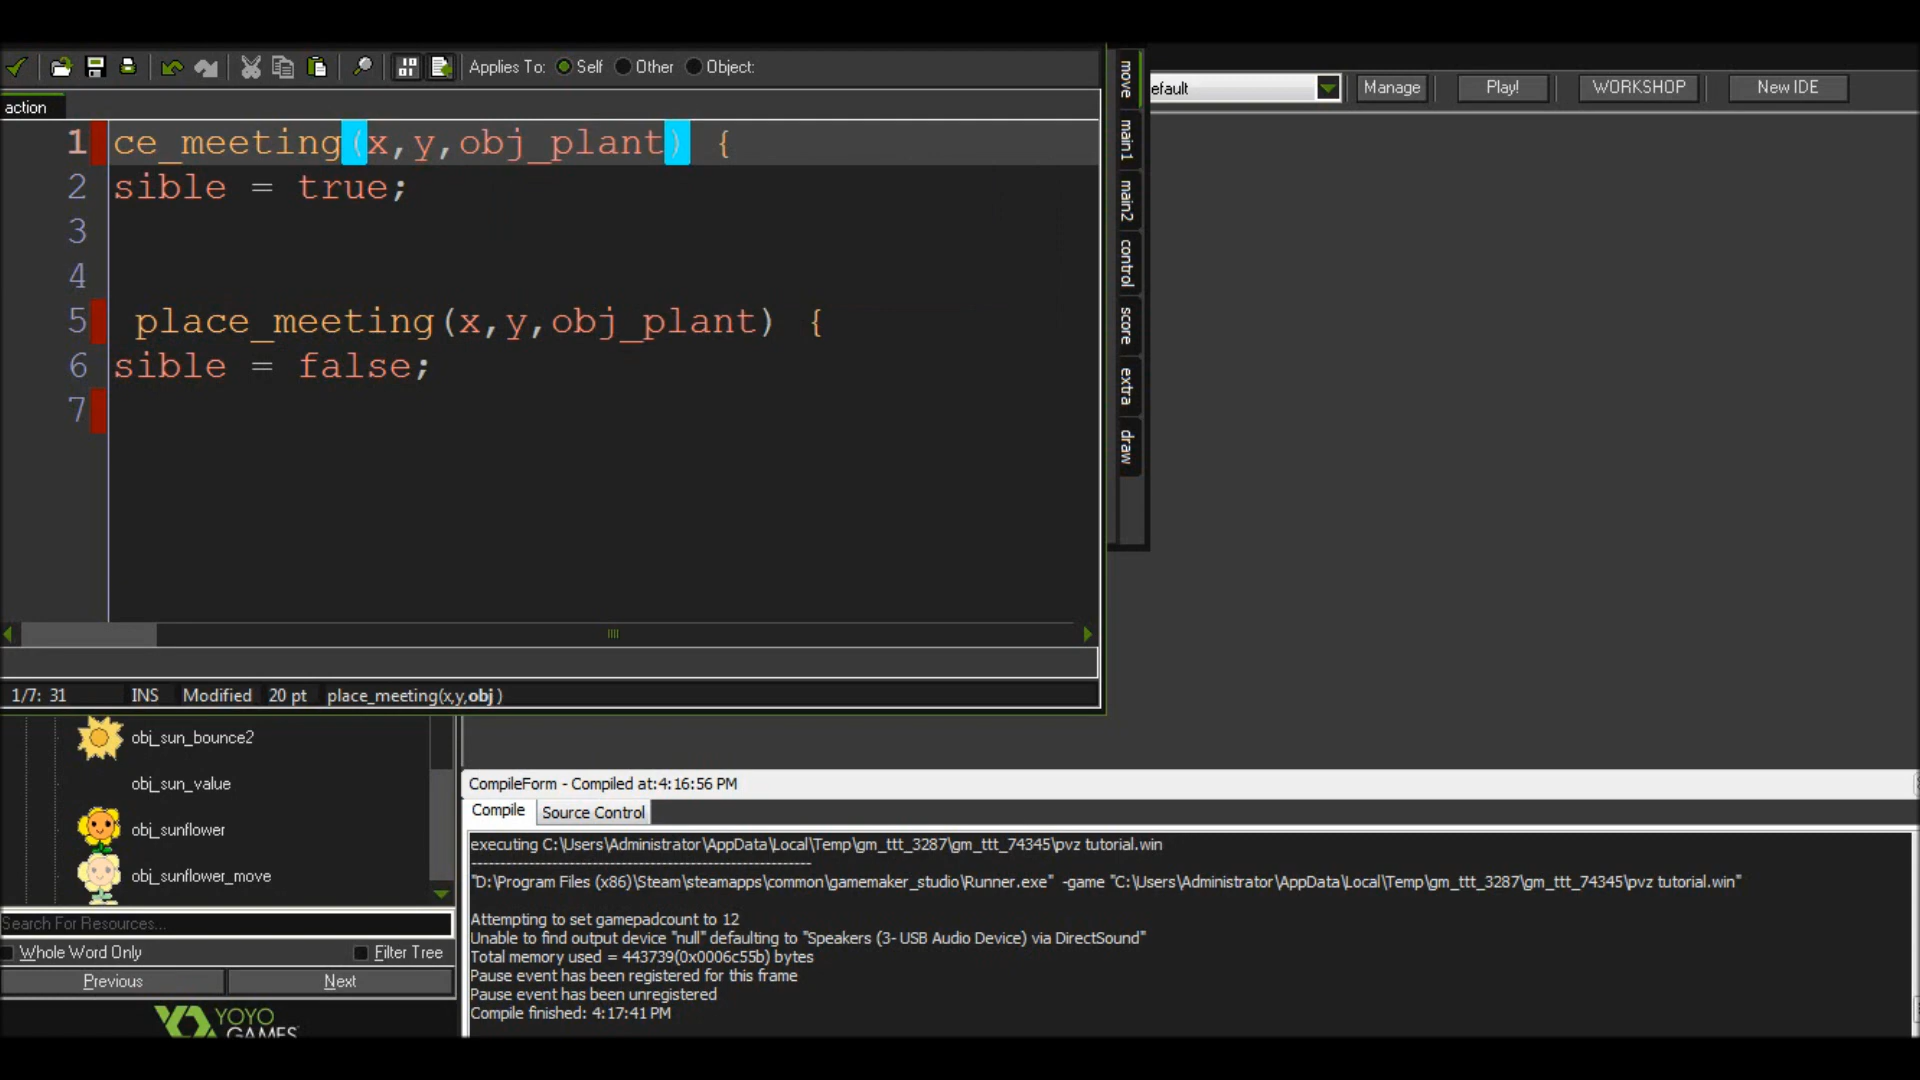 Applies To: Self Other Object:
efault Manage Play! WORKSHOP New IDE
action
1 ce_meeting(x,y,obj_plant) {
2 sible = true;
3
4
5 place_meeting(x,y,obj_plant) {
6 sible = false;
7
move
main1
main2
control
score
extra
draw
1/7: 31 INS Modified 20 pt place_meeting(x,y,obj )
obj_sun_bounce2
obj_sun_value
obj_sunflower
obj_sunflower_move
Search For Resources...
Whole Word Only Filter Tree
Previous Next
YOYO
GAMES
CompileForm - Compiled at:4:16:56 PM
Compile Source Control
executing C:\Users\Administrator\AppData\Local\Temp\gm_ttt_3287\gm_ttt_74345\pvz tutorial.win
--------------------------------------------------------------
"D:\Program Files (x86)\Steam\steamapps\common\gamemaker_studio\Runner.exe" -game "C:\Users\Administrator\AppData\Local\Temp\gm_ttt_3287\gm_ttt_74345\pvz tutorial.win"
Attempting to set gamepadcount to 12
Unable to find output device "null" defaulting to "Speakers (3- USB Audio Device) via DirectSound"
Total memory used = 443739(0x0006c55b) bytes
Pause event has been registered for this frame
Pause event has been unregistered
Compile finished: 4:17:41 PM